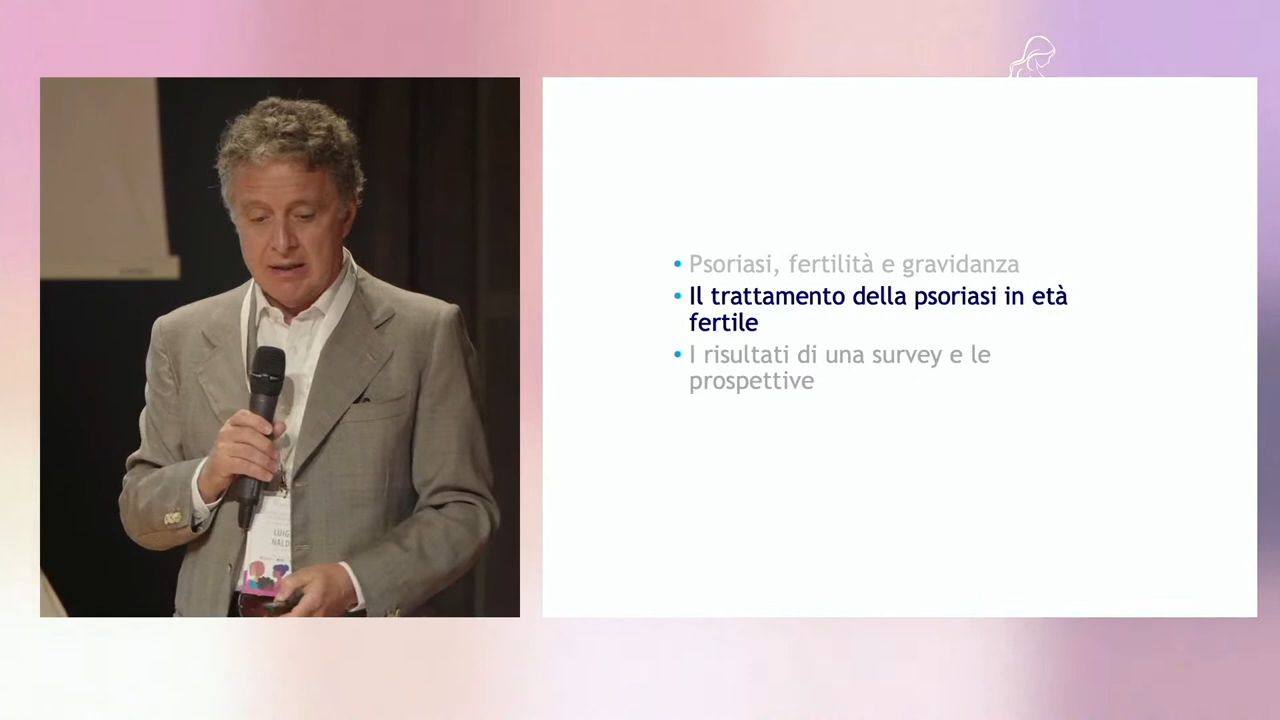 • Psoriasi, fertilità e gravidanza
• Il trattamento della psoriasi in età
fertile
• I risultati di una survey e le
prospettive